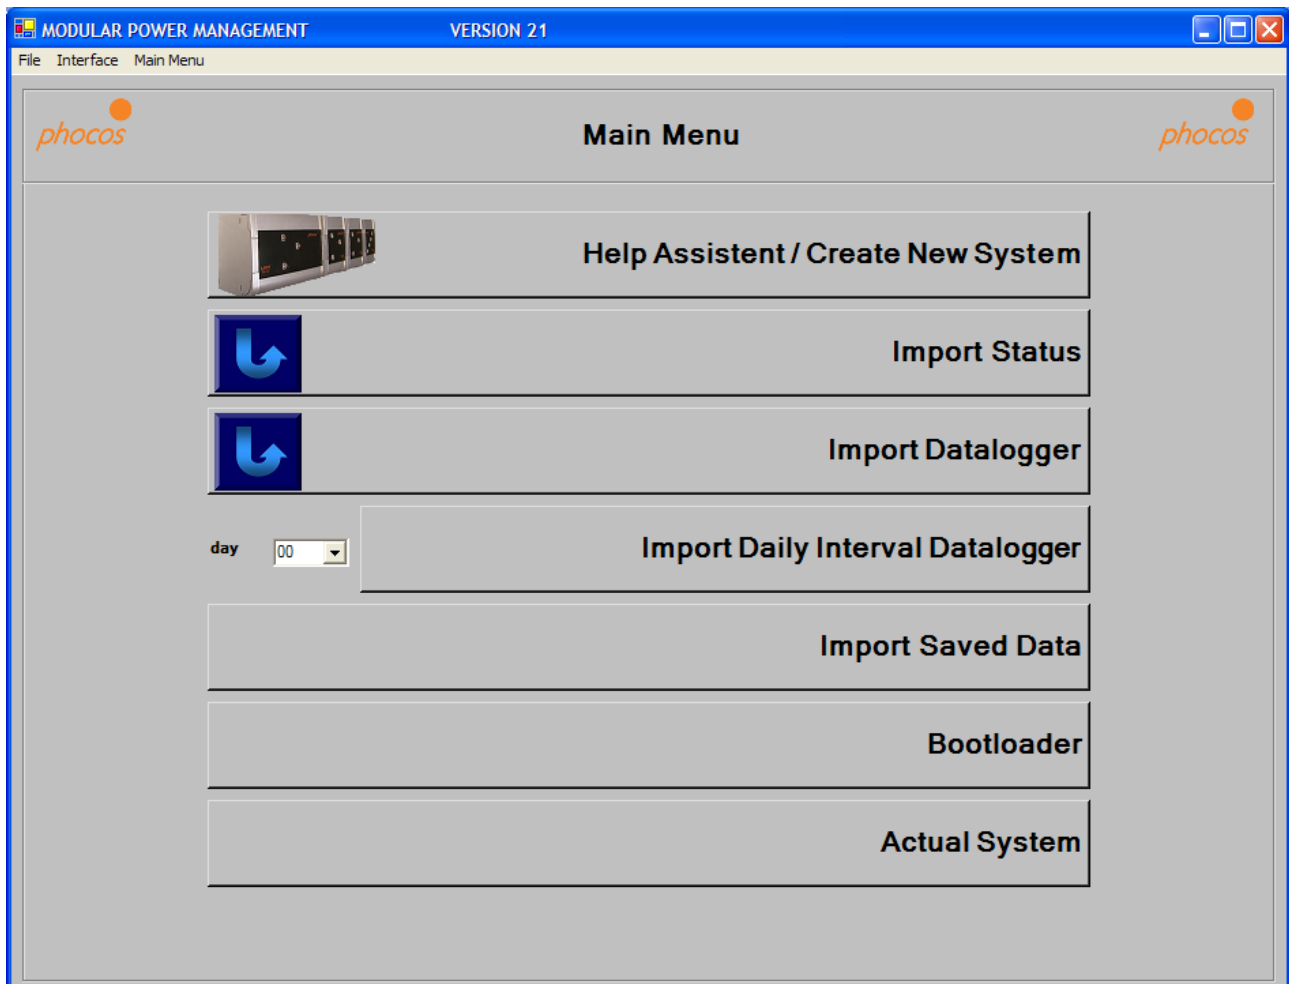 MODULAR POWER MANAGEMENT VERSION 21
File Interface Main Menu
phocos Main Menu phocos
Help Assistent / Create New System
Import Status
Import Datalogger
day 00 Import Daily Interval Datalogger
Import Saved Data
Bootloader
Actual System